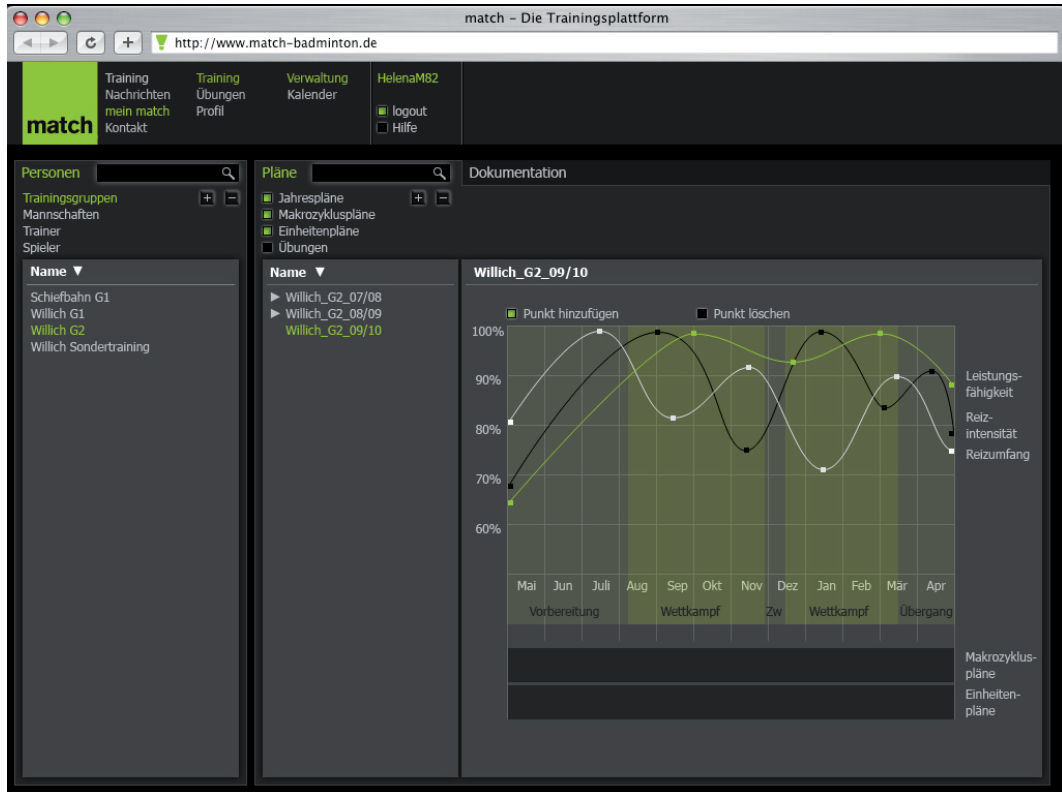 match – Die Trainingsplattform
http://www.match-badminton.de
match
Training
Nachrichten
mein match
Kontakt
Training
Übungen
Profil
Verwaltung
Kalender
HelenaM82
logout
Hilfe
Personen
Trainingsgruppen
Mannschaften
Trainer
Spieler
Name ▼
Schiefbahn G1
Willich G1
Willich G2
Willich Sondertraining
Pläne
Jahrespläne
Makrozykluspläne
Einheitenpläne
Übungen
Name ▼
▶ Willich_G2_07/08
▶ Willich_G2_08/09
Willich_G2_09/10
Dokumentation
Willich_G2_09/10
Punkt hinzufügen Punkt löschen
100%
90%
80%
70%
60%
Leistungs-
fähigkeit
Reiz-
intensität
Reizumfang
Mai Jun Juli Aug Sep Okt Nov Dez Jan Feb Mär Apr
Vorbereitung Wettkampf Zw Wettkampf Übergang
Makrozyklus-
pläne
Einheiten-
pläne